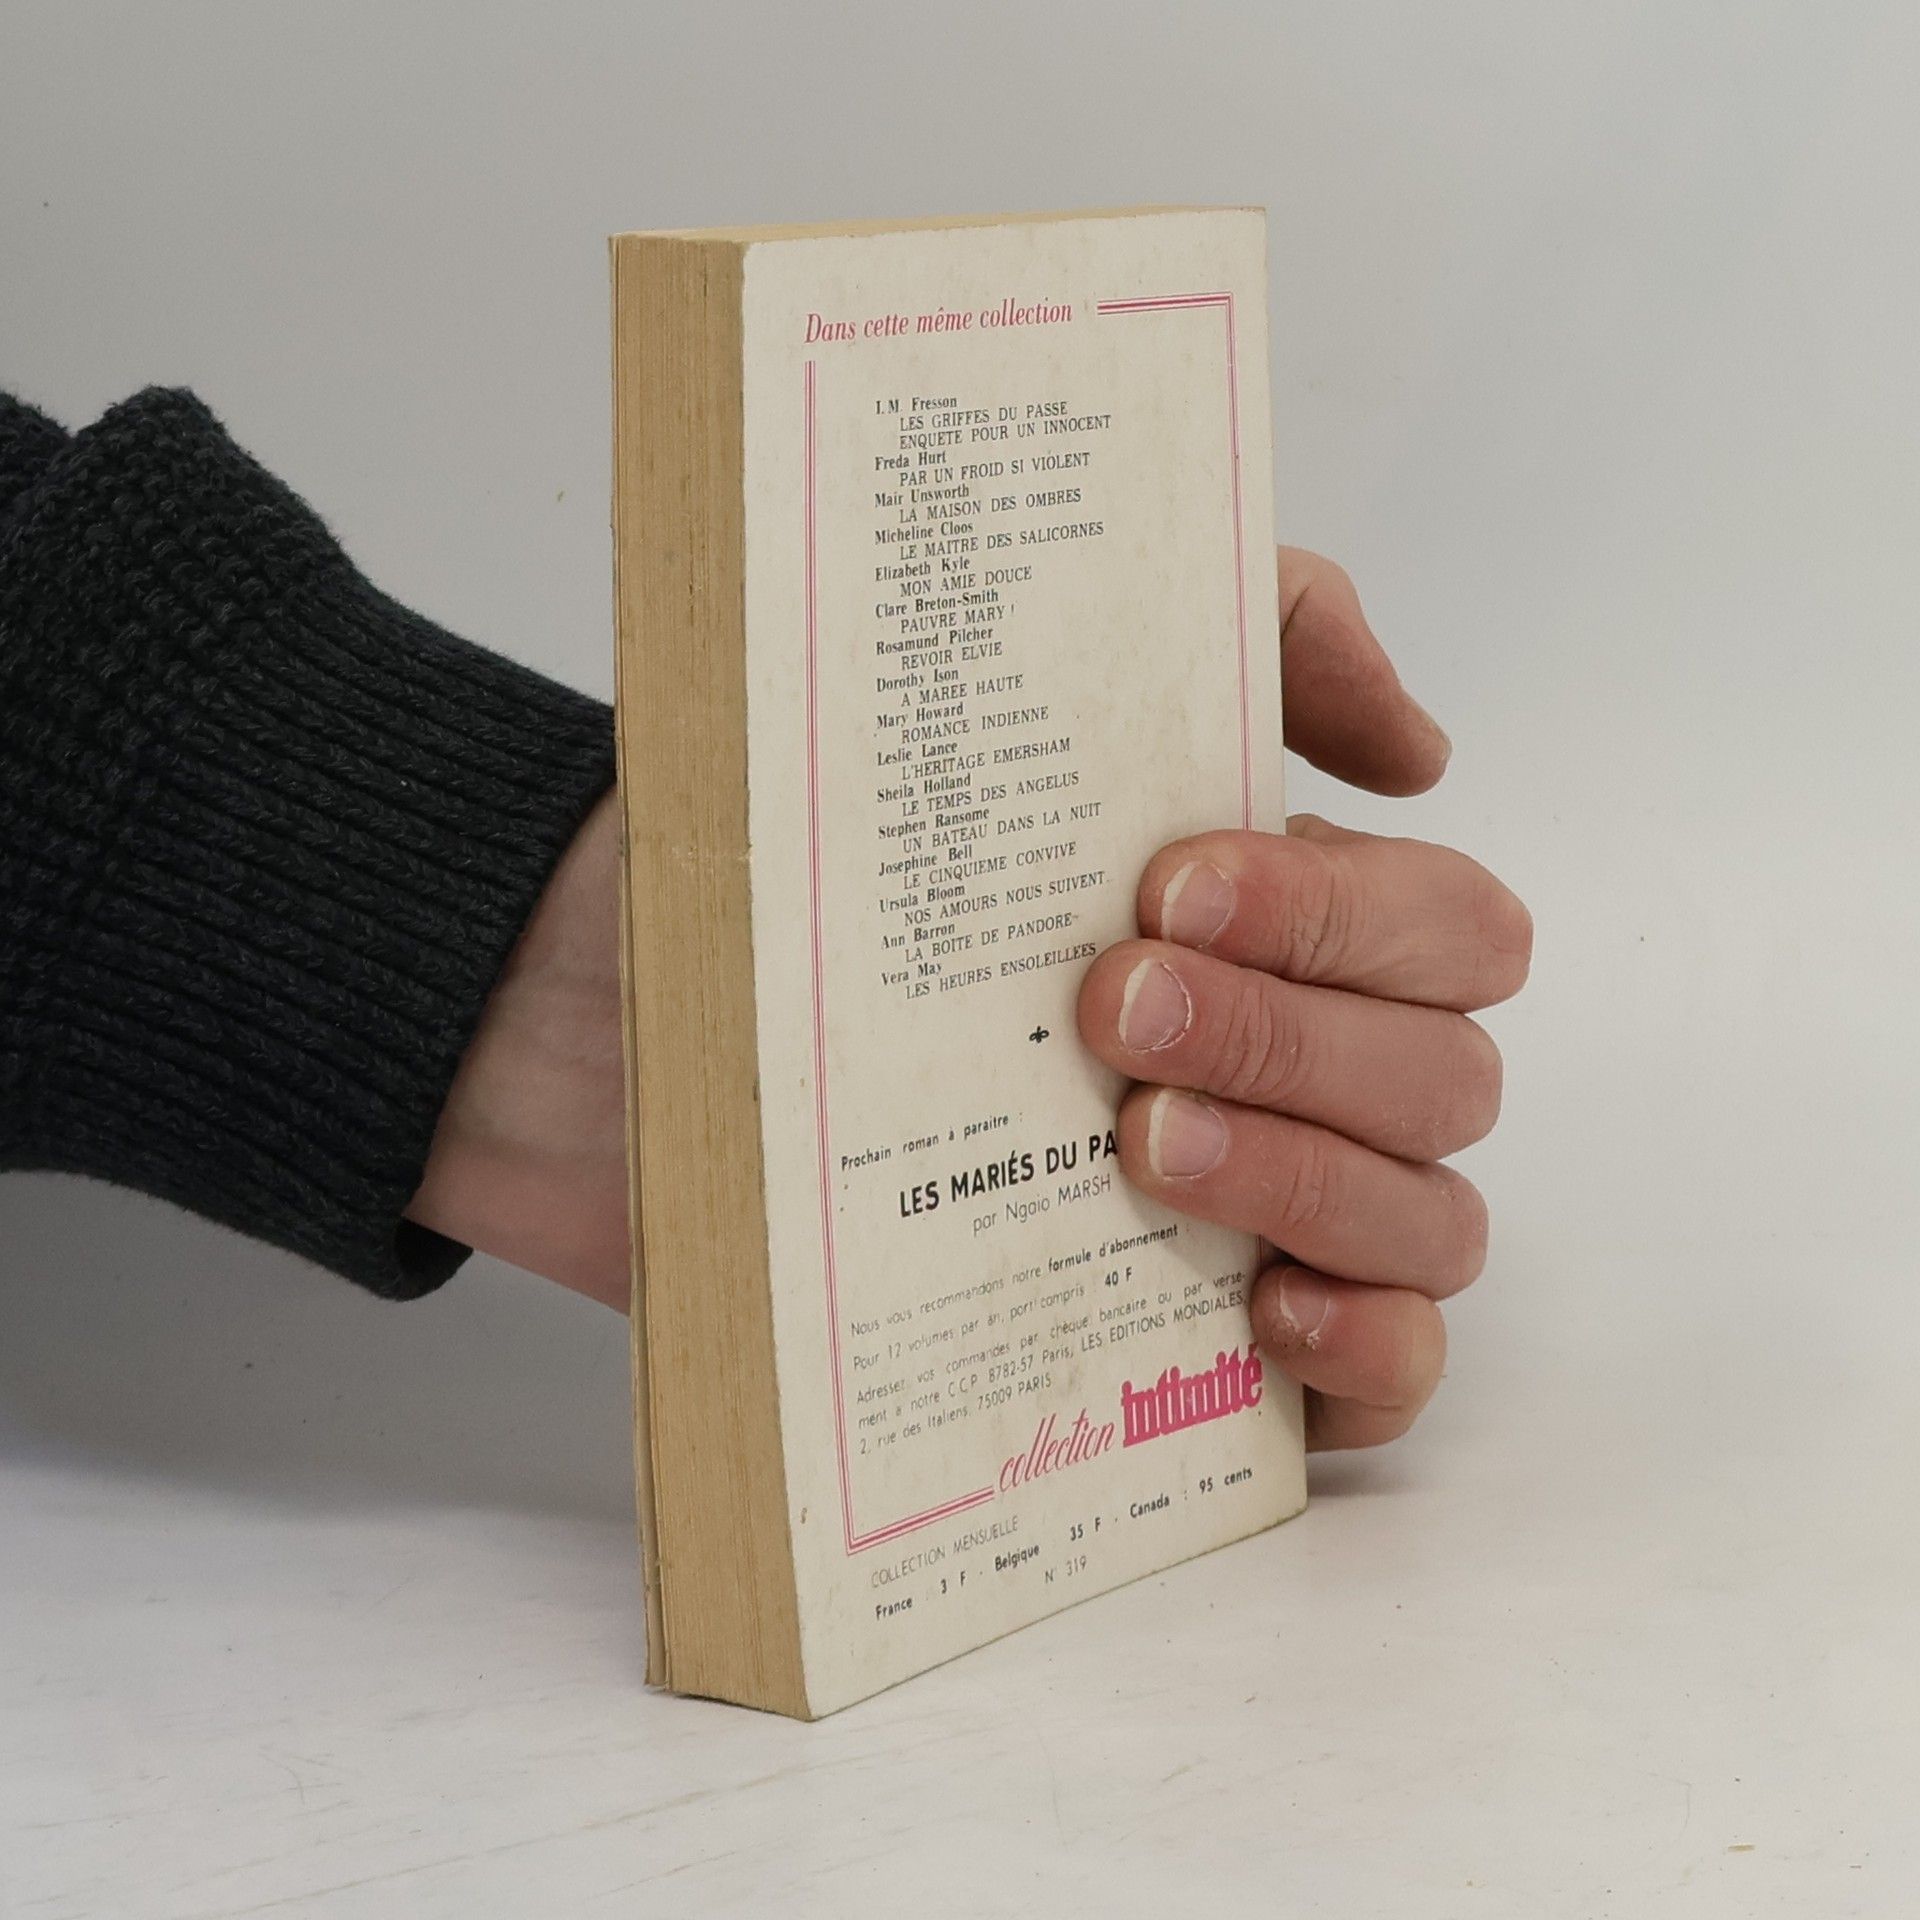 Dans cette même collection
I.M. Fresson
LES GRIFFES DU PASSE
ENQUETE POUR UN INNOCENT
Freda Hurt
PAR UN FROID SI VIOLENT
Mair Unsworth
LA MAISON DES OMBRES
Micheline Cloos
LE MAITRE DES SALICORNES
Elizabeth Kyle
MON AMIE DOUCE
Clare Breton-Smith
PAUVRE MARY !
Rosamund Pilcher
REVOIR ELVIE
Dorothy Ison
A MAREE HAUTE
Mary Howard
ROMANCE INDIENNE
Leslie Lance
L'HERITAGE EMERSHAM
Sheila Holland
LE TEMPS DES ANGELUS
Stephen Ransome
UN BATEAU DANS LA NUIT
Josephine Bell
LE CINQUIEME CONVIVE
Ursula Bloom
NOS AMOURS NOUS SUIVENT...
Ann Barron
LA BOITE DE PANDORE
Vera May
LES HEURES ENSOLEILLEES
Prochain roman à paraitre :
LES MARIÉS DU PA
par Ngaio MARSH
Nous vous recommandons notre formule d'abonnement :
Pour 12 volumes par an, port compris : 40 F
Adresser vos commandes par chèque bancaire ou par verse-
ment à notre C.C.P. 8782-57 Paris, LES EDITIONS MONDIALES,
2, rue des Italiens, 75009 PARIS
collection intimité
COLLECTION MENSUELLE
France : 3 F - Belgique : 35 F - Canada : 95 cents
N° 319